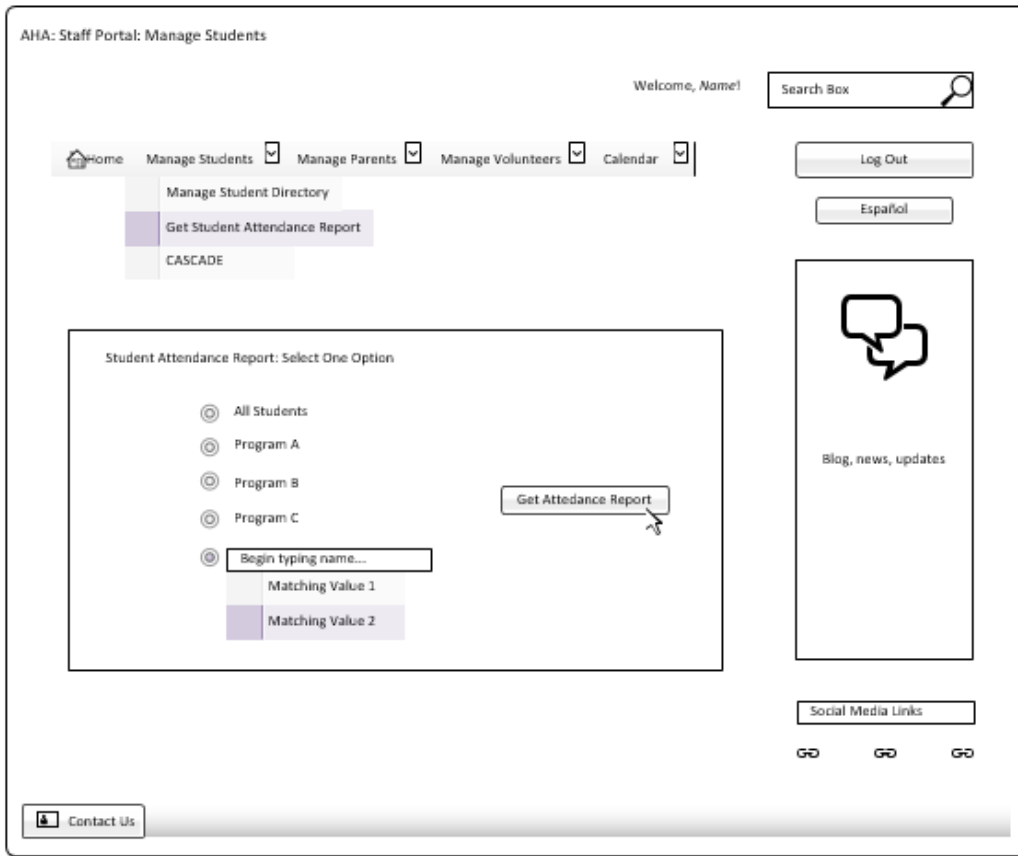 AHA: Staff Portal: Manage Students
Welcome, Name!
Search Box
Home Manage Students Manage Parents Manage Volunteers Calendar
Log Out
Manage Student Directory
Español
Get Student Attendance Report
CASCADE
Student Attendance Report: Select One Option
All Students
Program A
Program B
Program C
Begin typing name...
Matching Value 1
Matching Value 2
Get Attedance Report
Blog, news, updates
Social Media Links
Contact Us